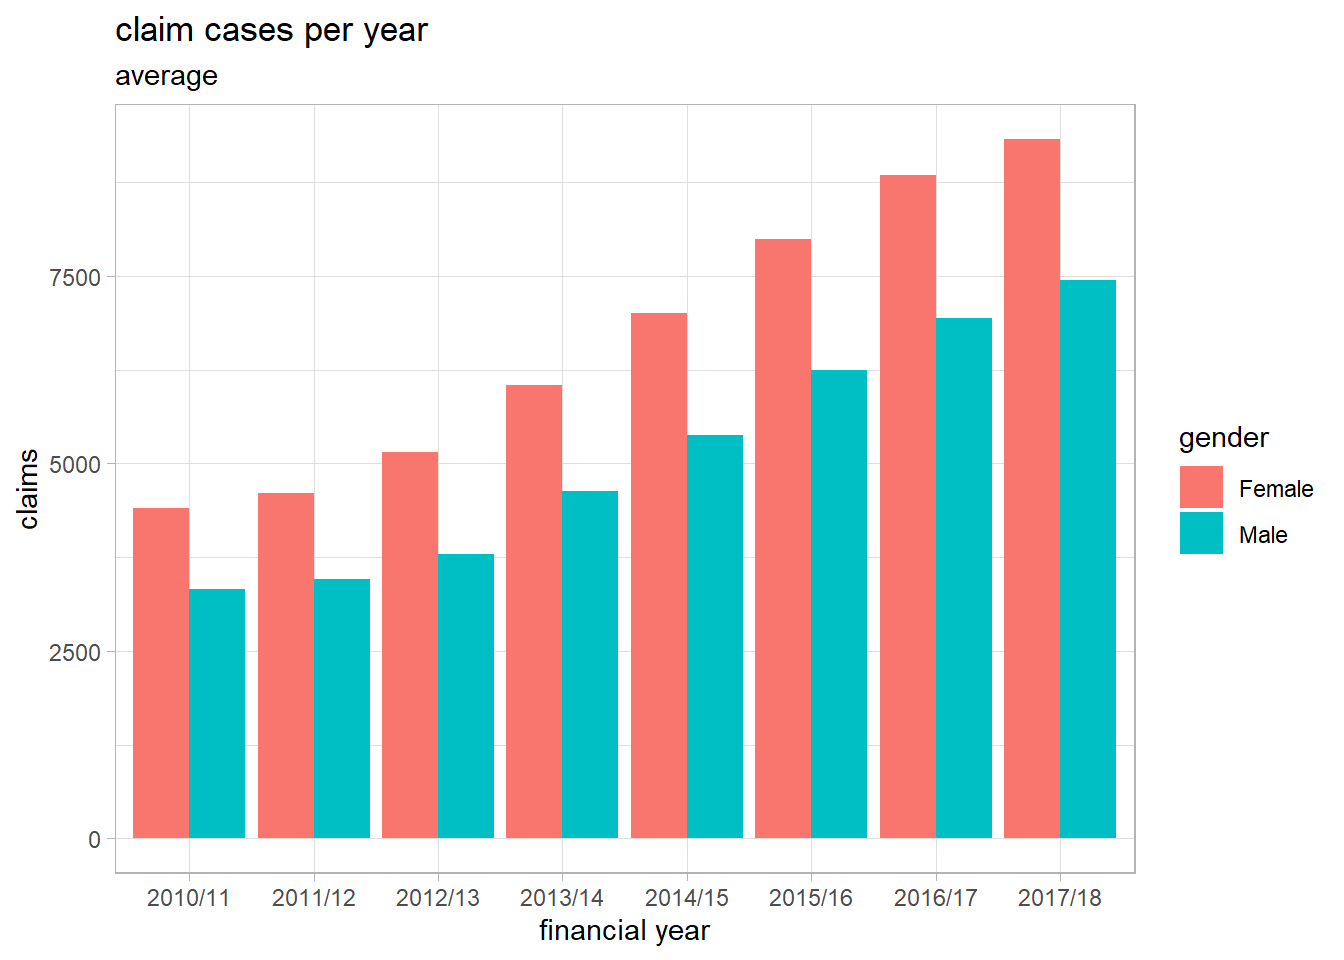 claim cases per year
average
claims
7500
5000
2500
0
2010/11 2011/12 2012/13 2013/14 2014/15 2015/16 2016/17 2017/18
financial year
gender
Female
Male